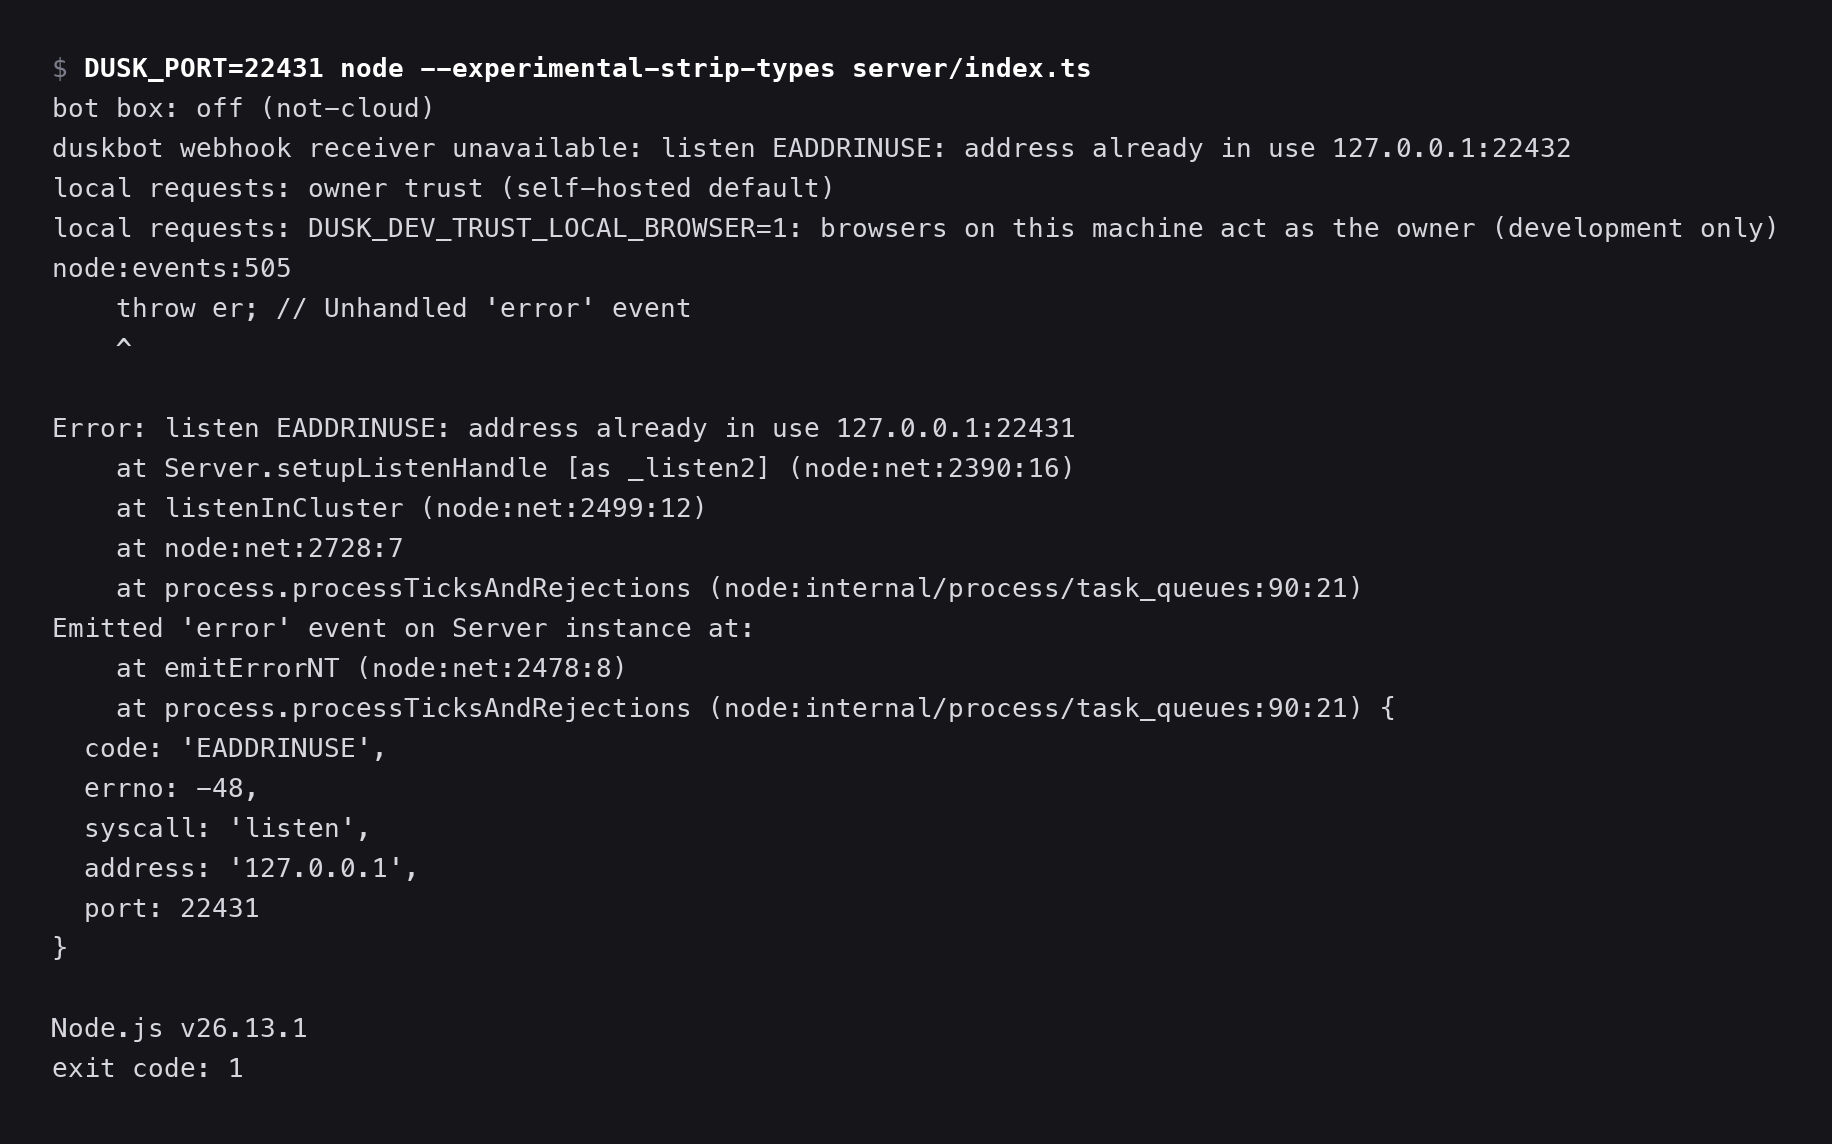 $ DUSK_PORT=22431 node --experimental-strip-types server/index.ts
bot box: off (not-cloud)
duskbot webhook receiver unavailable: listen EADDRINUSE: address already in use 127.0.0.1:22432
local requests: owner trust (self-hosted default)
local requests: DUSK_DEV_TRUST_LOCAL_BROWSER=1: browsers on this machine act as the owner (development only)
node:events:505
    throw er; // Unhandled 'error' event
    ^

Error: listen EADDRINUSE: address already in use 127.0.0.1:22431
    at Server.setupListenHandle [as _listen2] (node:net:2390:16)
    at listenInCluster (node:net:2499:12)
    at node:net:2728:7
    at process.processTicksAndRejections (node:internal/process/task_queues:90:21)
Emitted 'error' event on Server instance at:
    at emitErrorNT (node:net:2478:8)
    at process.processTicksAndRejections (node:internal/process/task_queues:90:21) {
  code: 'EADDRINUSE',
  errno: -48,
  syscall: 'listen',
  address: '127.0.0.1',
  port: 22431
}

Node.js v26.13.1
exit code: 1